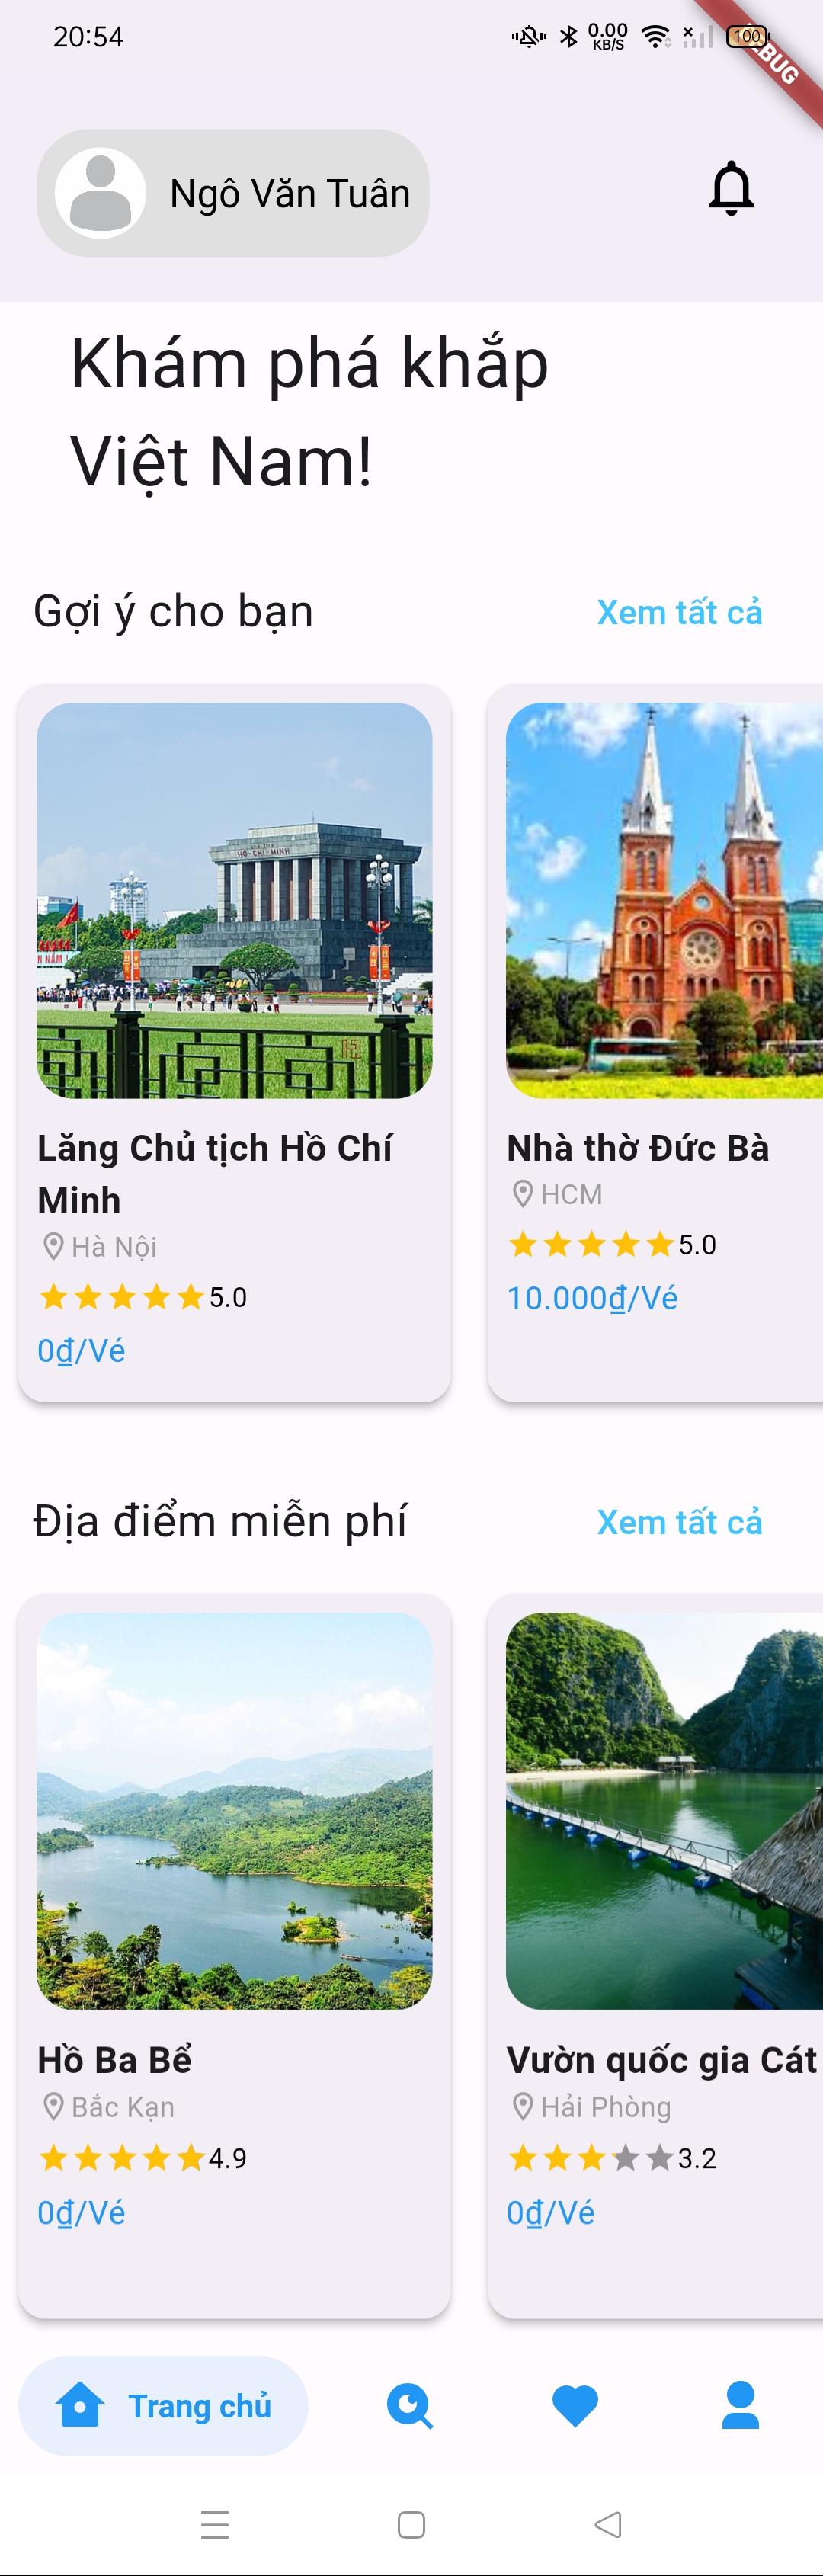 20:54
0.00
KB/S
100
Ngô Văn Tuân
Khám phá khắp
Việt Nam!
Gợi ý cho bạn
Xem tất cả
HO-CHI-MINH
Lăng Chủ tịch Hồ Chí
Minh
Hà Nội
5.0
0₫/Vé
Nhà thờ Đức Bà
HCM
5.0
10.000₫/Vé
Địa điểm miễn phí
Xem tất cả
Hồ Ba Bể
Bắc Kạn
4.9
0₫/Vé
Vườn quốc gia Cát
Hải Phòng
3.2
0₫/Vé
Trang chủ